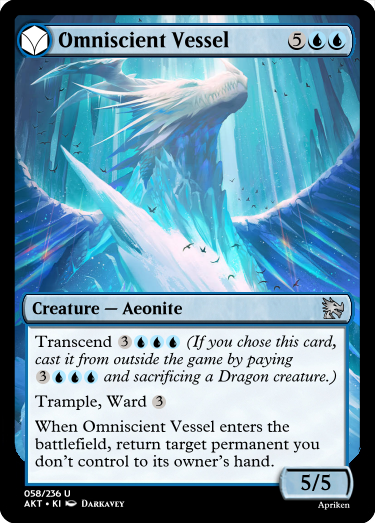 Omniscient Vessel 5
Creature — Aeonite
Transcend 3 (If you chose this card,
cast it from outside the game by paying
3 and sacrificing a Dragon creature.)
Trample, Ward 3
When Omniscient Vessel enters the
battlefield, return target permanent you
don't control to its owner's hand.
5/5
058/236 U
AKT • KI Darkavey
Apriken